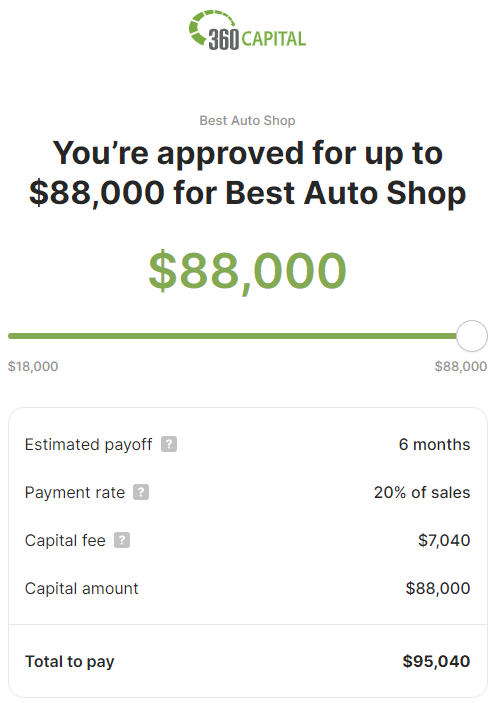 360 CAPITAL
Best Auto Shop
You’re approved for up to
$88,000 for Best Auto Shop
$88,000
$18,000 $88,000
Estimated payoff ? 6 months
Payment rate ? 20% of sales
Capital fee ? $7,040
Capital amount $88,000
Total to pay $95,040